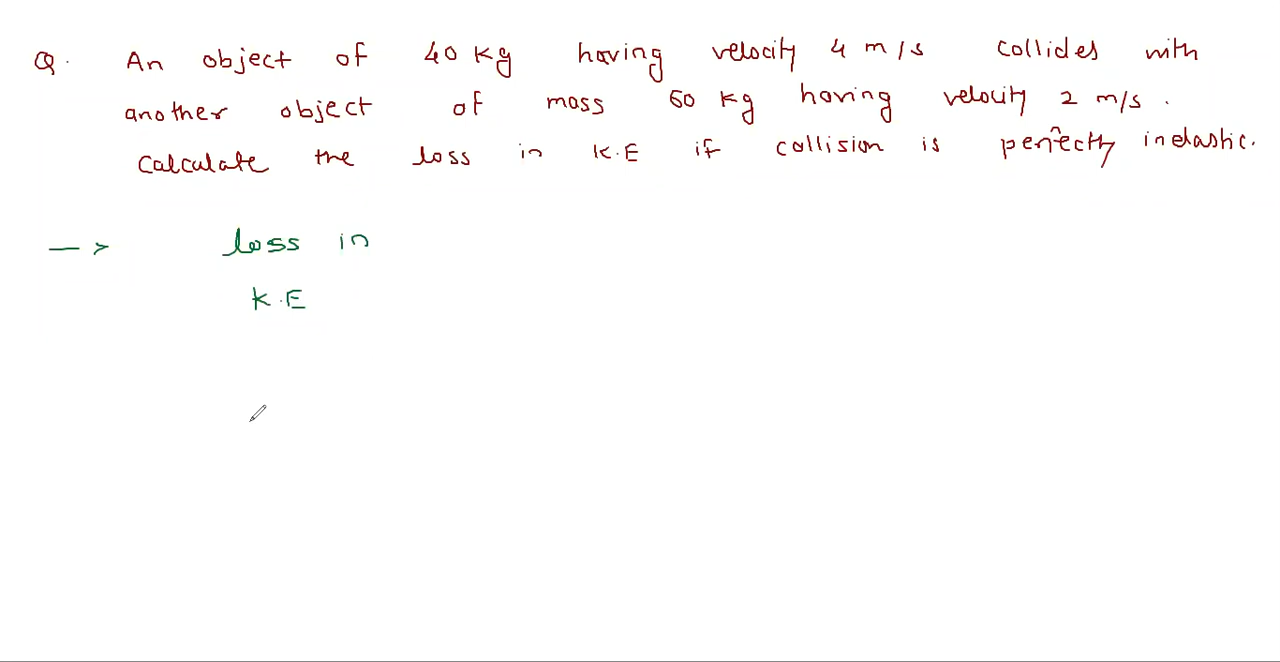 Q. An object of 40 kg having velocity 4 m/s collides with
another object of mass 60 kg having velocity 2 m/s.
Calculate the loss in K.E if collision is perfectly inelastic.
—> loss in
K.E